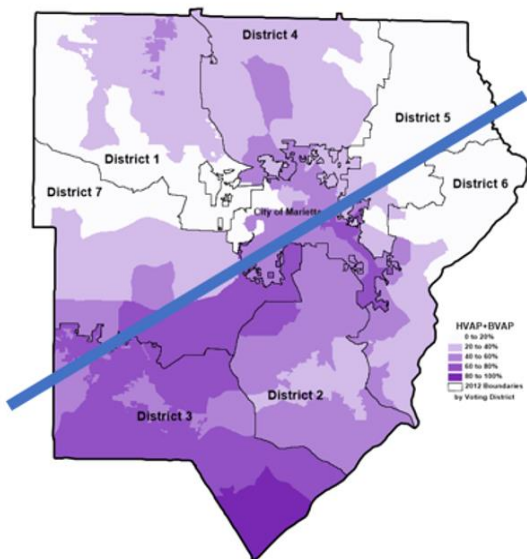 District 4
District 5
District 1
District 6
District 7
City of Marietta
HVAP+BVAP
0 to 20%
20 to 40%
40 to 60%
60 to 80%
80 to 100%
2012 Boundaries
by Voting District
District 2
District 3